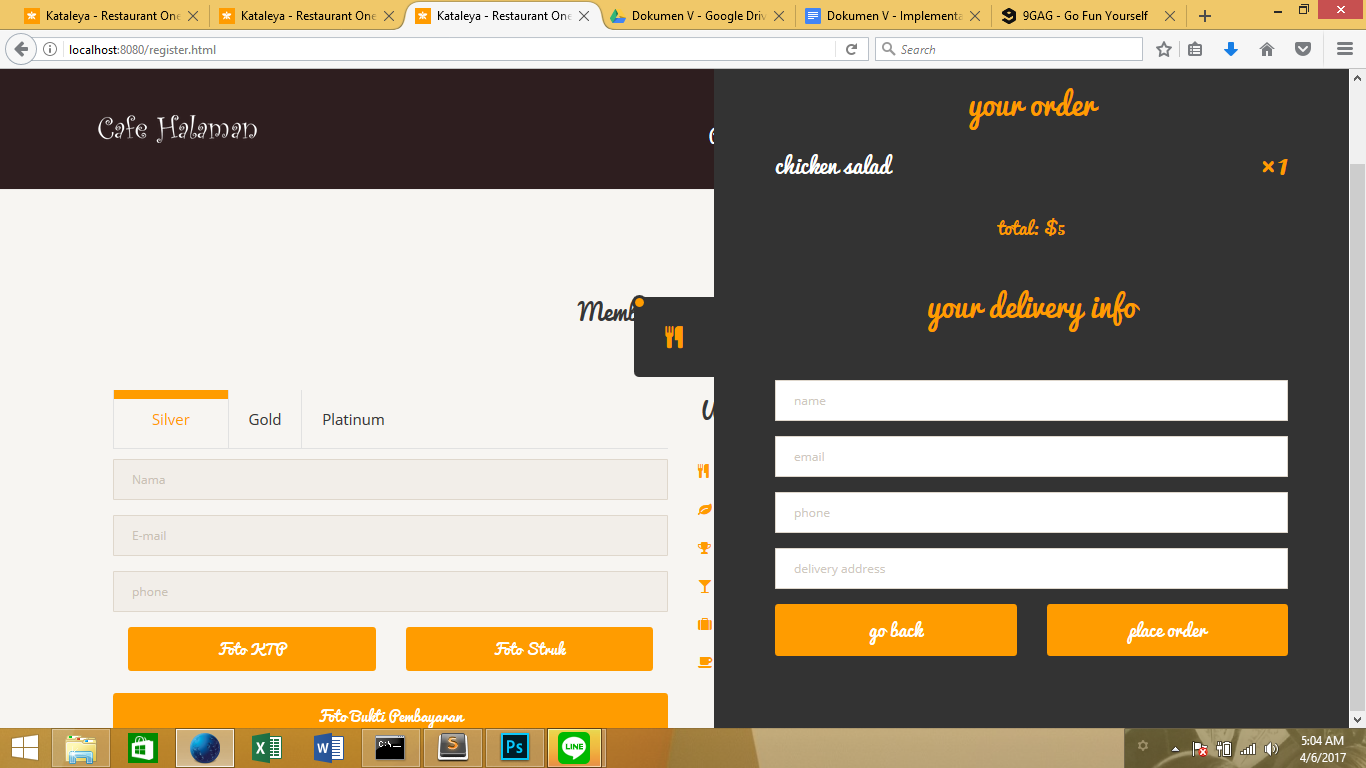 Kataleya - Restaurant One
Kataleya - Restaurant One
Kataleya - Restaurant One
Dokumen V - Google Driv
Dokumen V - Implementa
9GAG - Go Fun Yourself
localhost:8080/register.html
Search
Cafe Halaman
your order
chicken salad
×1
total: $5
your delivery info
Memb
Silver
Gold
Platinum
Nama
E-mail
phone
Foto KTP
Foto Struk
Foto Bukti Pembayaran
name
email
phone
delivery address
go back
place order
C:\_
Ps
LINE
5:04 AM
4/6/2017